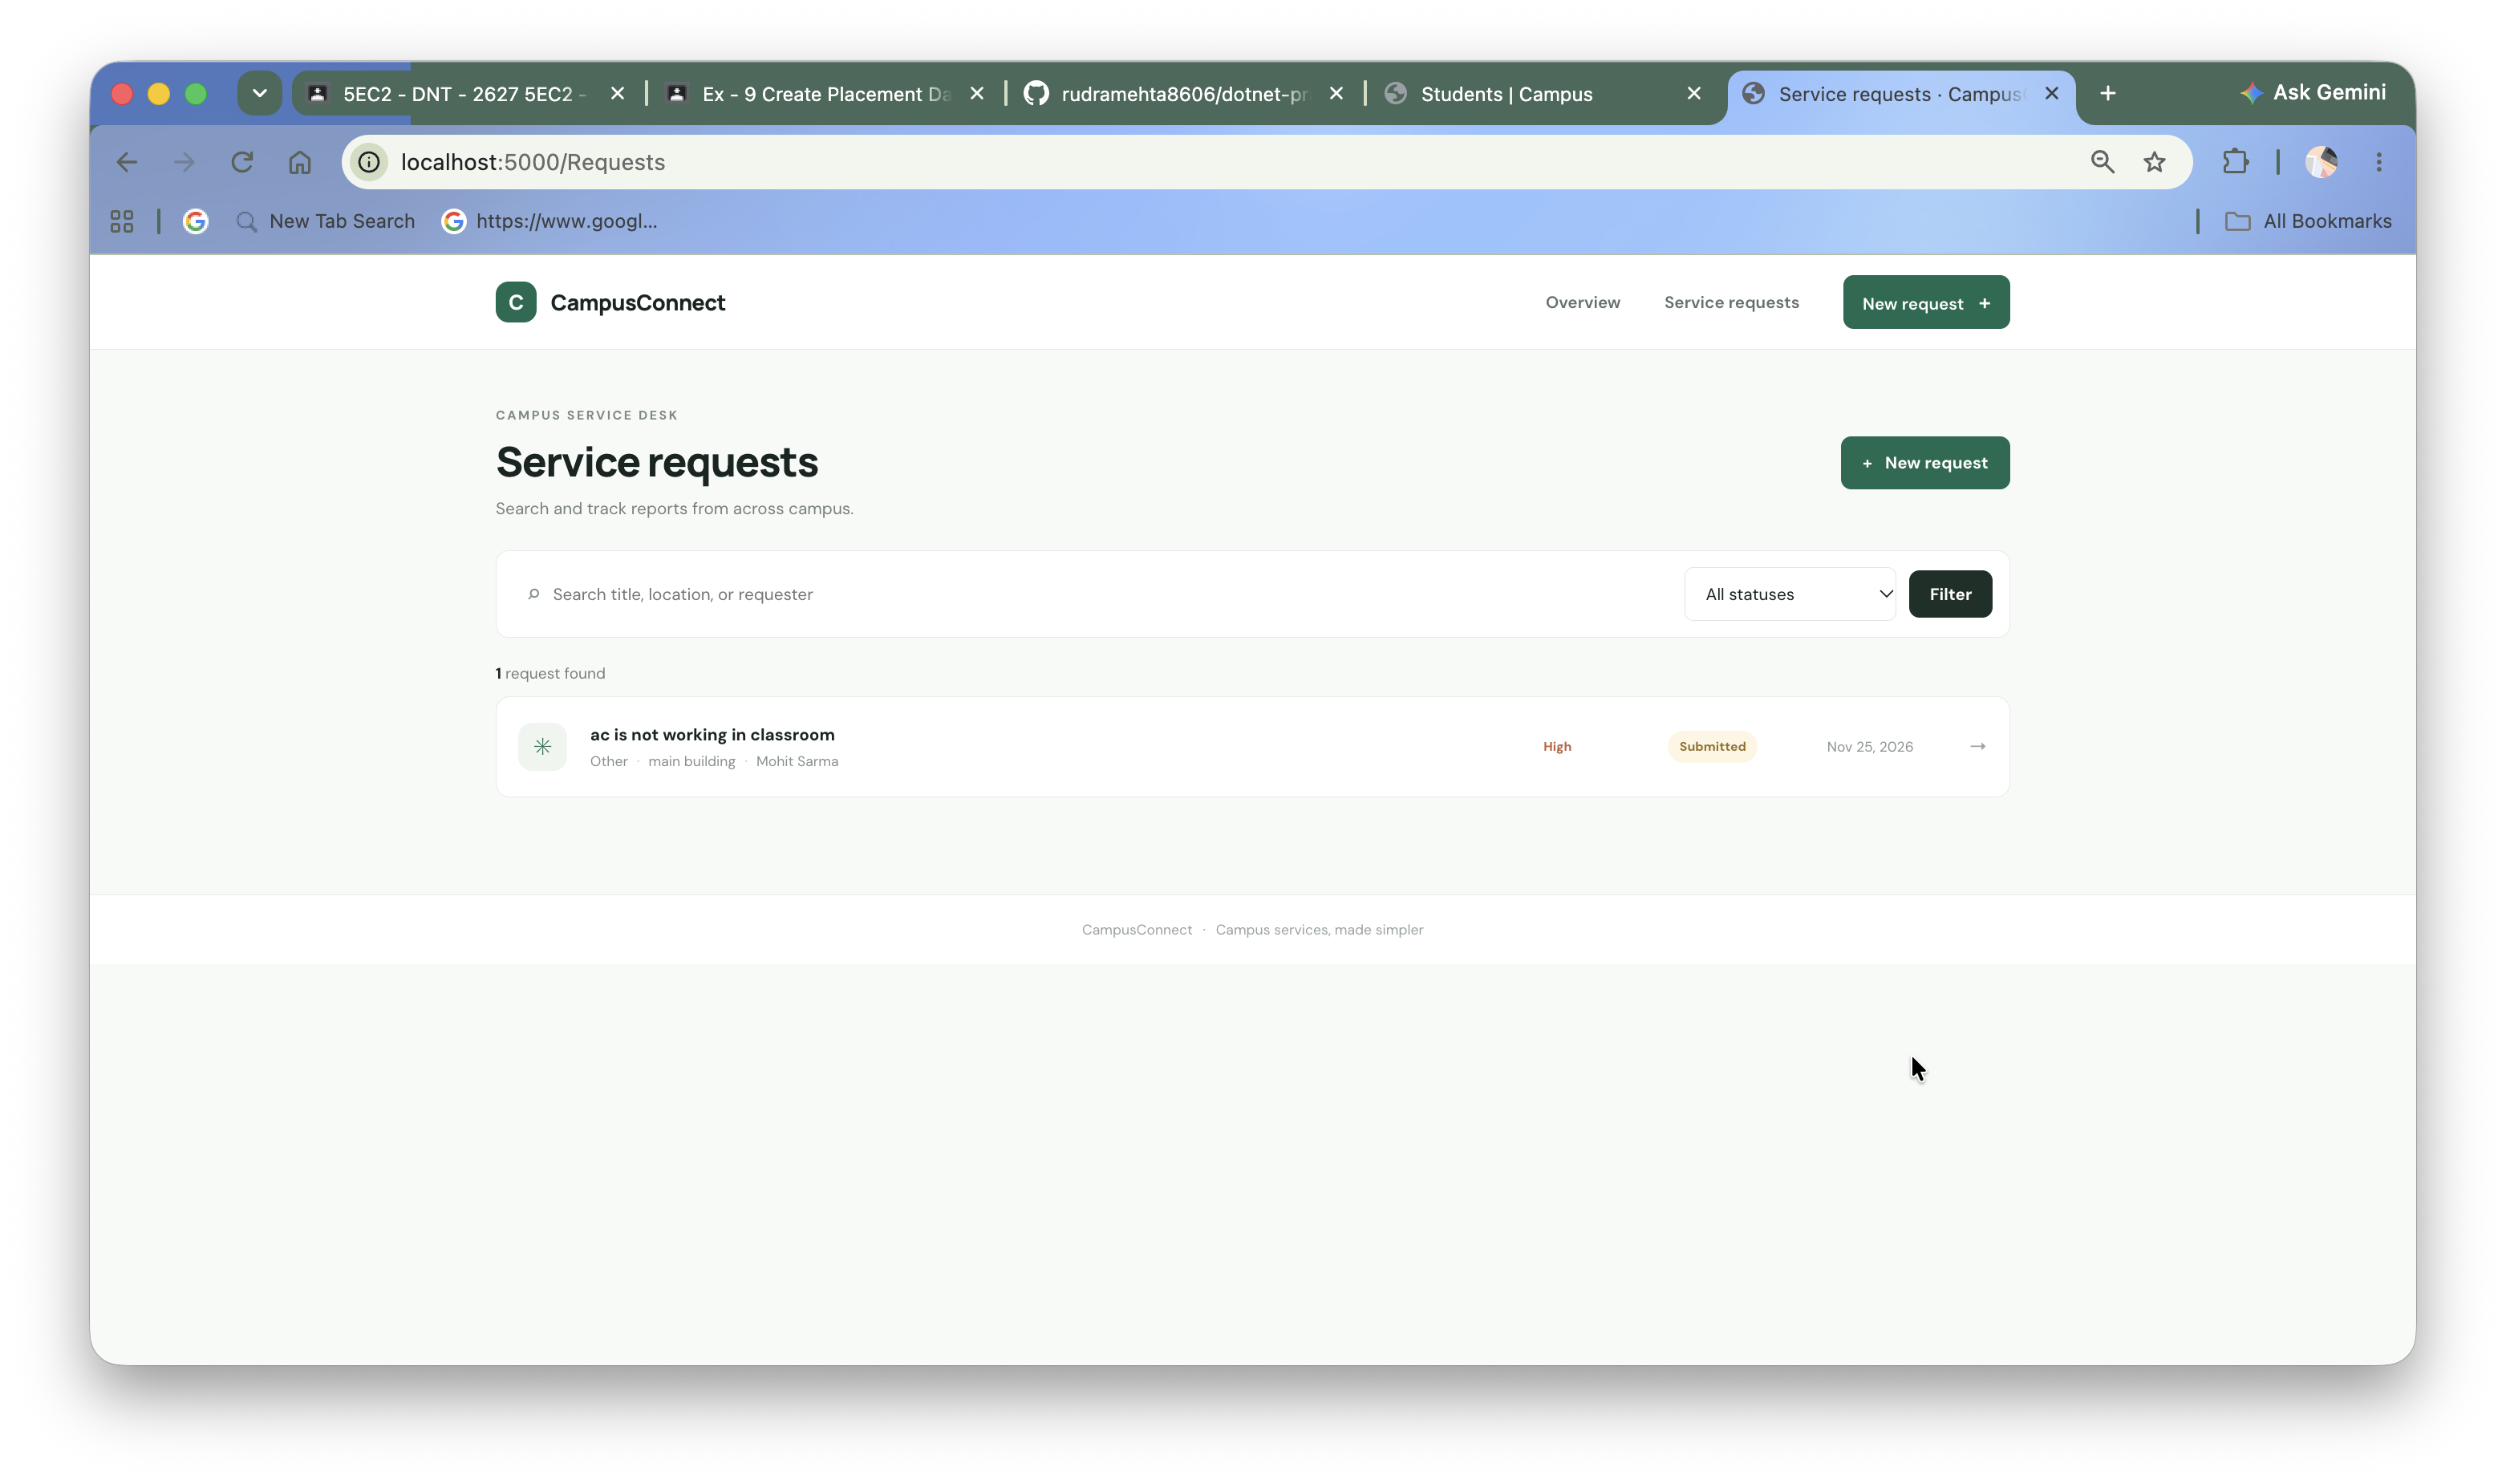 5EC2 - DNT - 2627 5EC2 -
Ex - 9 Create Placement Da
rudramehta8606/dotnet-pr
Students | Campus
Service requests · Campus
Ask Gemini
localhost:5000/Requests
New Tab Search
https://www.googl...
All Bookmarks
C CampusConnect
Overview
Service requests
New request +
CAMPUS SERVICE DESK
Service requests
+ New request
Search and track reports from across campus.
Search title, location, or requester
All statuses
Filter
1 request found
ac is not working in classroom
Other · main building · Mohit Sarma
High
Submitted
Nov 25, 2026 →
CampusConnect · Campus services, made simpler